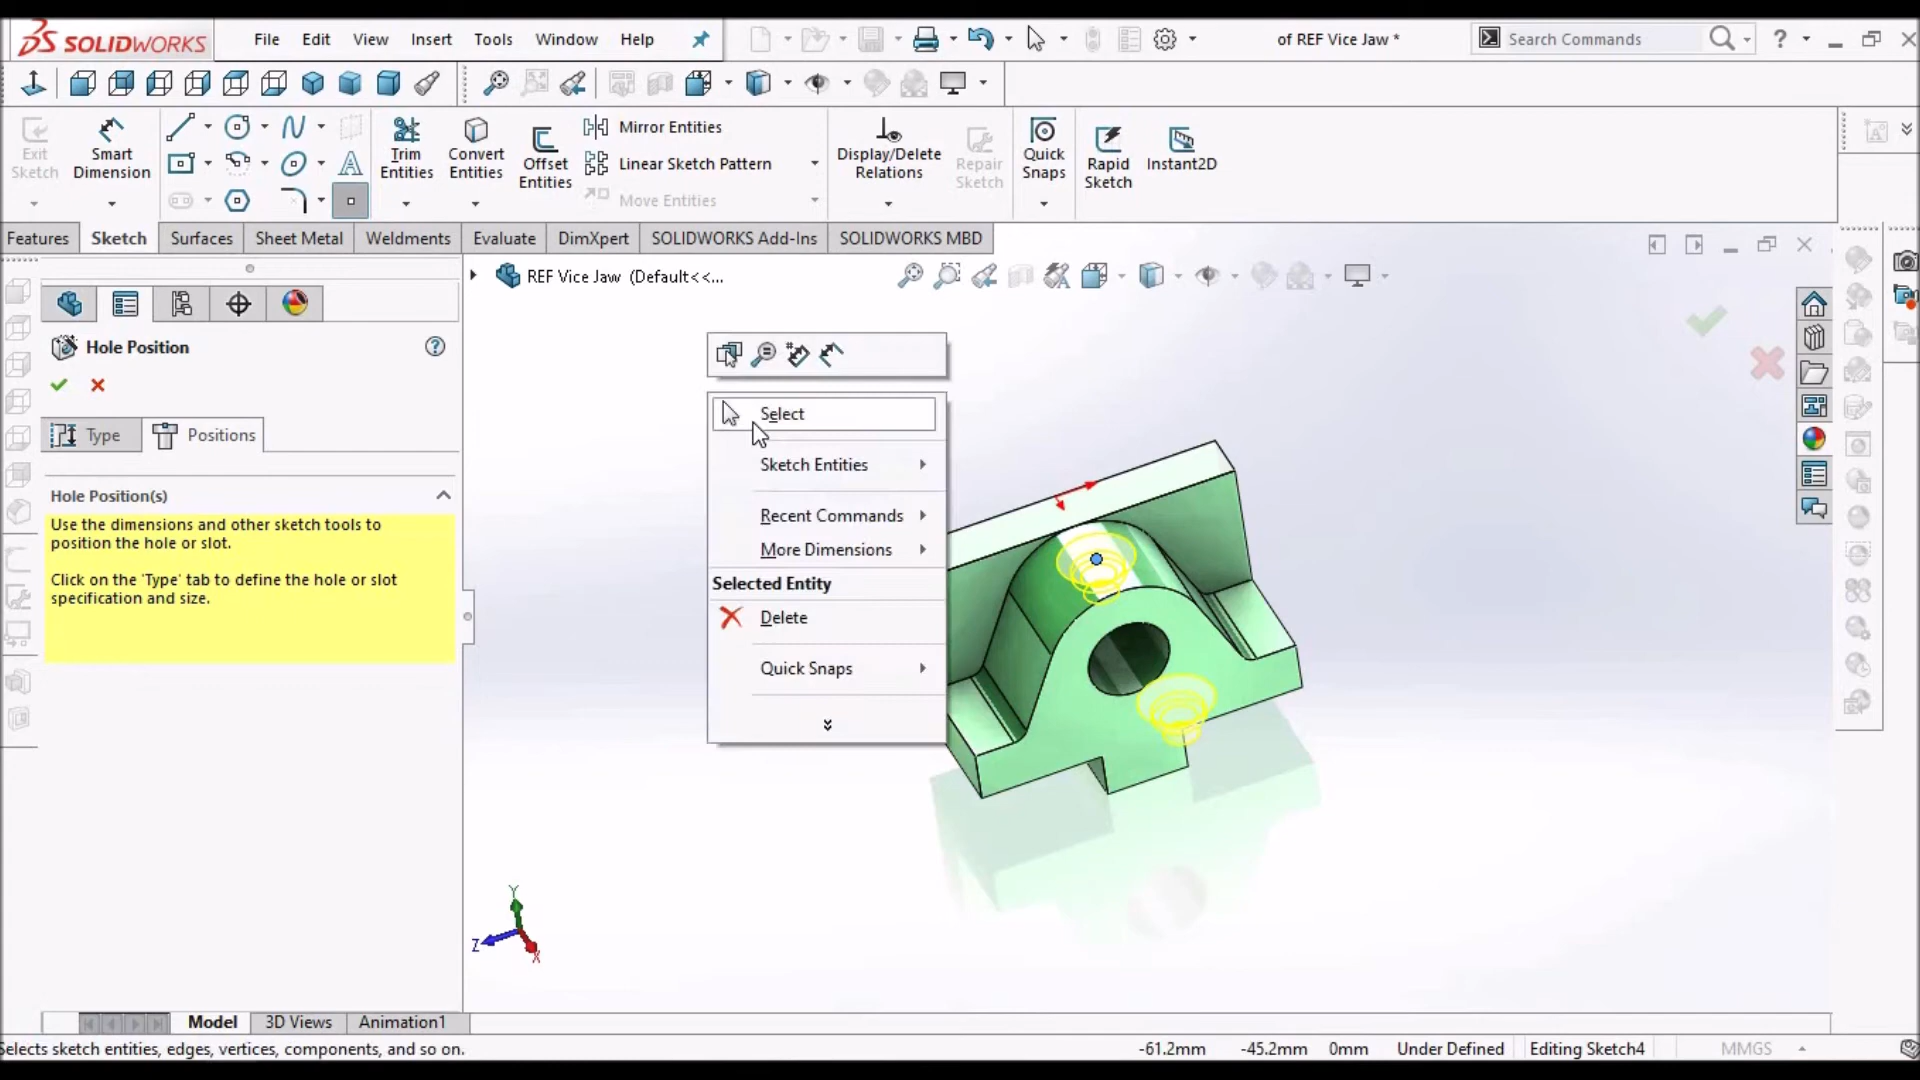 SOLIDWORKS
File Edit View Insert Tools Window Help
of REF Vice Jaw *
Search Commands
Exit Sketch
Smart Dimension
Trim Entities
Convert Entities
Offset Entities
Mirror Entities
Linear Sketch Pattern
Move Entities
Display/Delete Relations
Repair Sketch
Quick Snaps
Rapid Sketch
Instant2D
Features Sketch Surfaces Sheet Metal Weldments Evaluate DimXpert SOLIDWORKS Add-Ins SOLIDWORKS MBD
REF Vice Jaw (Default<<...
Hole Position
Type Positions
Hole Position(s)
Use the dimensions and other sketch tools to
position the hole or slot.
Click on the 'Type' tab to define the hole or slot
specification and size.
Select
Sketch Entities
Recent Commands
More Dimensions
Selected Entity
Delete
Quick Snaps
Y
Z
X
Model 3D Views Animation1
Selects sketch entities, edges, vertices, components, and so on.
-61.2mm -45.2mm 0mm Under Defined Editing Sketch4 MMGS